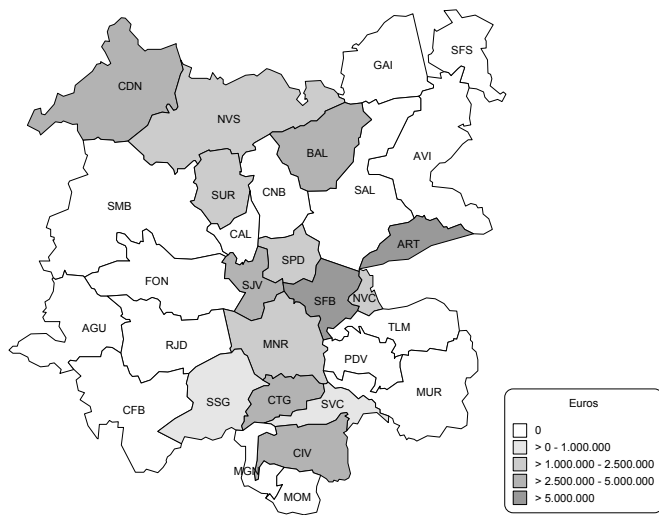 SFS
GAI
CDN
NVS
BAL
AVI
SUR
CNB
SAL
SMB
CAL
ART
SPD
FON
SJV
SFB
NVC
AGU
TLM
RJD
MNR
PDV
MUR
SSG
CTG
SVC
CFB
CIV
MGN
MOM
Euros
0
> 0 - 1.000.000
> 1.000.000 - 2.500.000
> 2.500.000 - 5.000.000
> 5.000.000